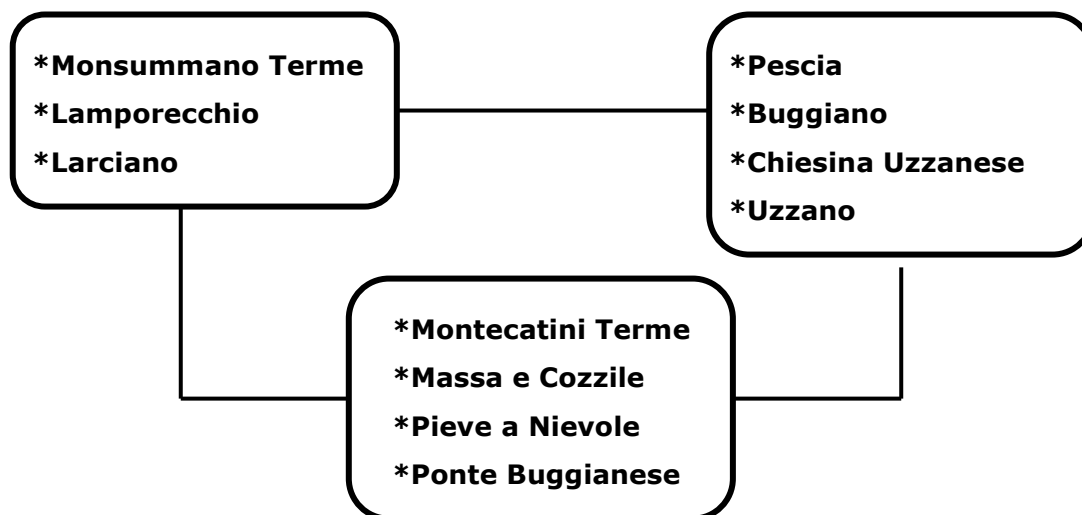 *Monsummano Terme
*Lamporecchio
*Larciano
*Pescia
*Buggiano
*Chiesina Uzzanese
*Uzzano
*Montecatini Terme
*Massa e Cozzile
*Pieve a Nievole
*Ponte Buggianese